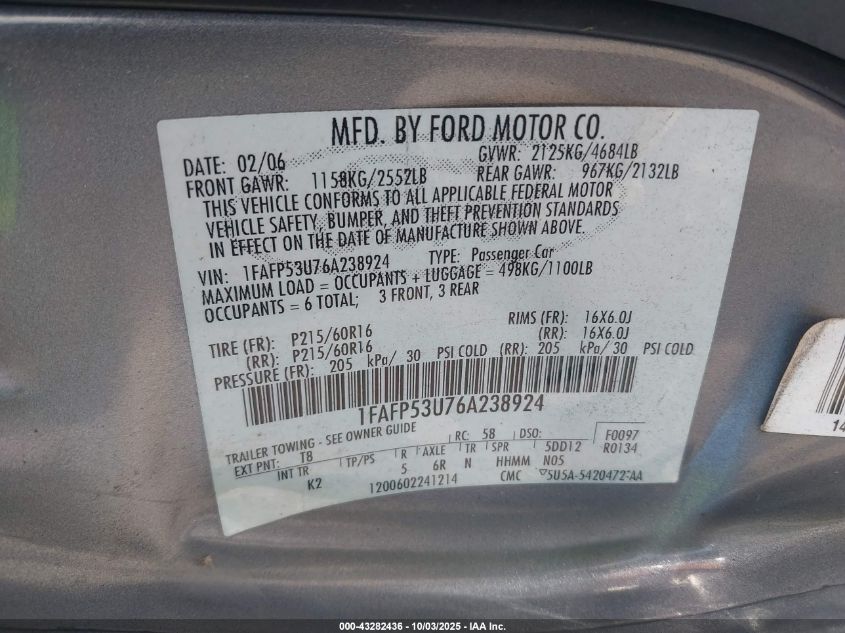 MFD. BY FORD MOTOR CO.
DATE: 02/06 GVWR: 2125KG/4684LB
FRONT GAWR: 1158KG/2552LB REAR GAWR: 967KG/2132LB
THIS VEHICLE CONFORMS TO ALL APPLICABLE FEDERAL MOTOR
VEHICLE SAFETY, BUMPER, AND THEFT PREVENTION STANDARDS
IN EFFECT ON THE DATE OF MANUFACTURE SHOWN ABOVE.
VIN: 1FAFP53U76A238924 TYPE: Passenger Car
MAXIMUM LOAD = OCCUPANTS + LUGGAGE = 498KG/1100LB
OCCUPANTS = 6 TOTAL; 3 FRONT, 3 REAR
TIRE (FR): P215/60R16 RIMS (FR): 16X6.0J
(RR): P215/60R16 (RR): 16X6.0J
PRESSURE (FR): 205 kPa/ 30 PSI COLD (RR): 205 kPa/ 30 PSI COLD
1FAFP53U76A238924
TRAILER TOWING - SEE OWNER GUIDE RC: 58 DSO: F0097
EXT PNT: T8 TP/PS R AXLE TR SPR 5DD12 R0134
INT TR K2 5 6R N HHMM N05
1200602241214 CMC ▽5U5A-5420472-AA
14
000-43282436 - 10/03/2025 - IAA Inc.